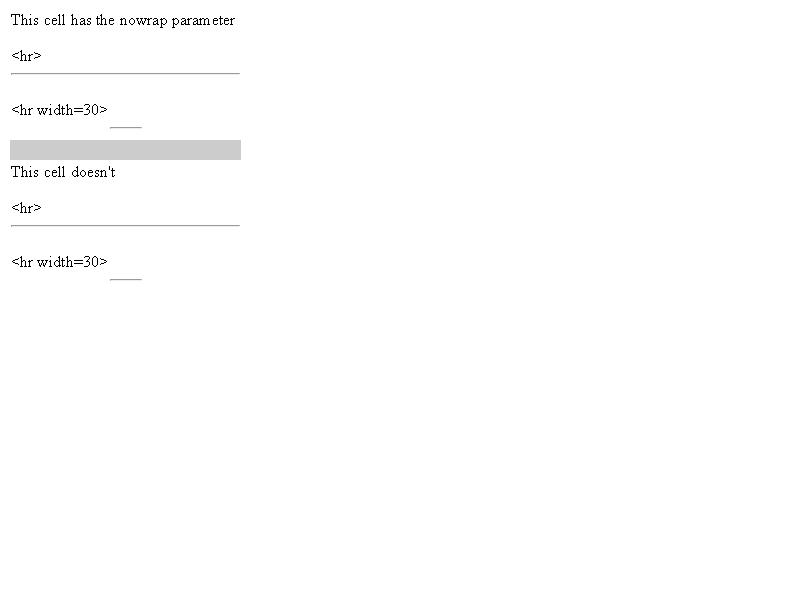 This cell has the nowrap parameter
<hr>
<hr width=30>
This cell doesn't
<hr>
<hr width=30>